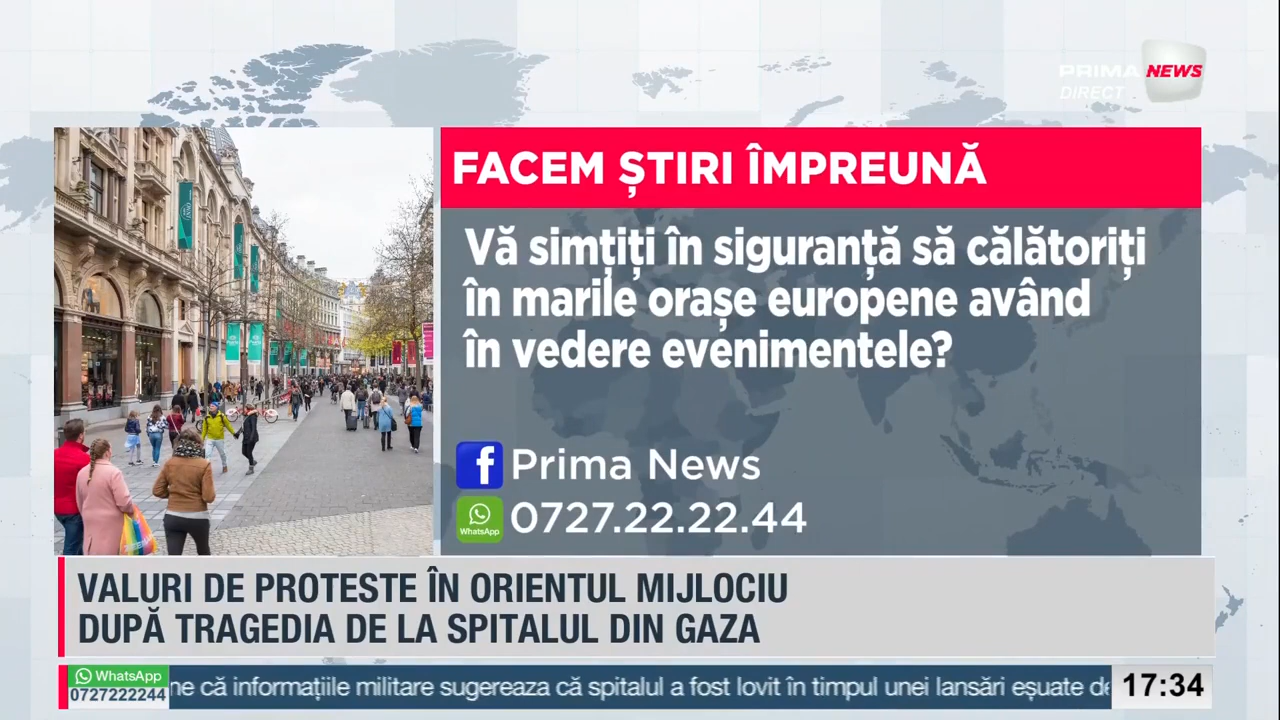 PRIMA NEWS
DIRECT
FACEM ȘTIRI ÎMPREUNĂ
Vă simțiți în siguranță să călătoriți
în marile orașe europene având
în vedere evenimentele?
Prima News
WhatsApp
0727.22.22.44
VALURI DE PROTESTE ÎN ORIENTUL MIJLOCIU
DUPĂ TRAGEDIA DE LA SPITALUL DIN GAZA
WhatsApp
0727222244
ne că informațiile militare sugereaza că spitalul a fost lovit în timpul unei lansări eșuate de
17:34